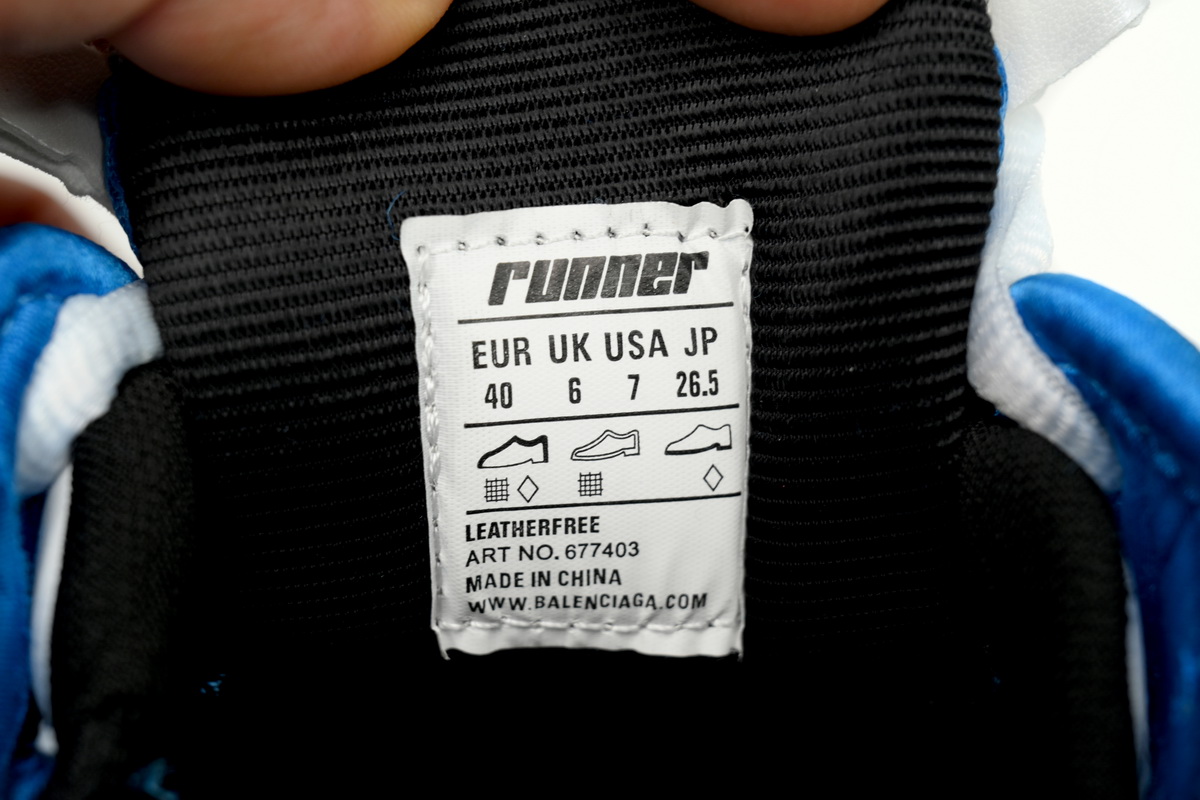 runner
EUR UK USA JP
40 6 7 26.5
LEATHERFREE
ART NO. 677403
MADE IN CHINA
WWW.BALENCIAGA.COM